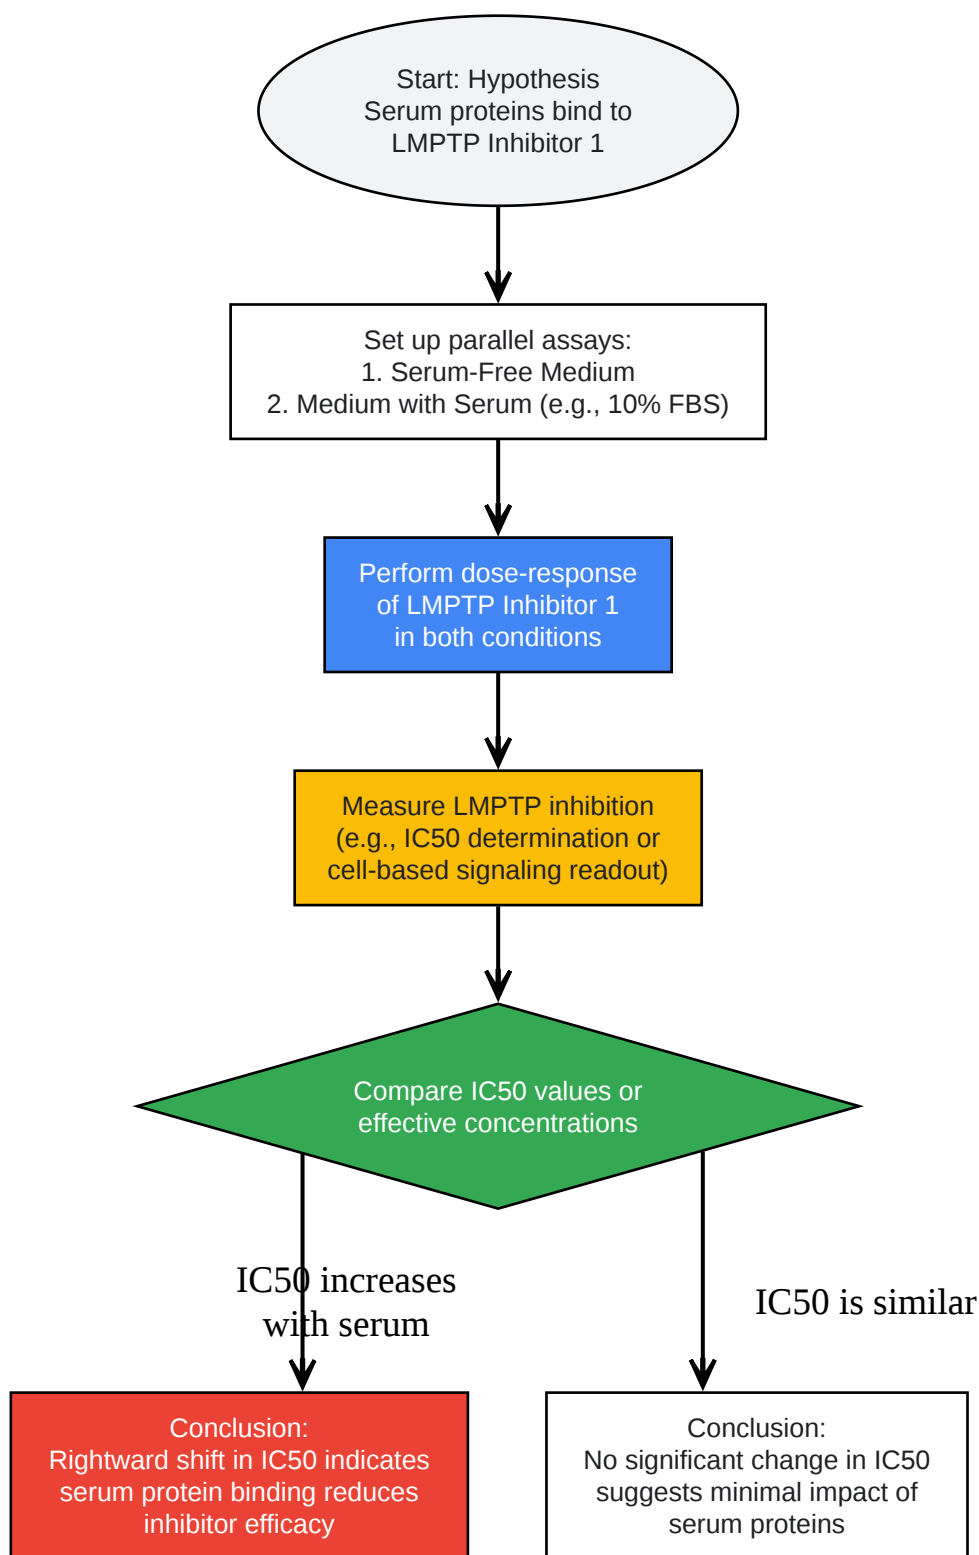 Start: Hypothesis
Serum proteins bind to
LMPTP Inhibitor 1
Set up parallel assays:
1. Serum-Free Medium
2. Medium with Serum (e.g., 10% FBS)
Perform dose-response
of LMPTP Inhibitor 1
in both conditions
Measure LMPTP inhibition
(e.g., IC50 determination or
cell-based signaling readout)
Compare IC50 values or
effective concentrations
IC50 increases
with serum
IC50 is similar
Conclusion:
Rightward shift in IC50 indicates
serum protein binding reduces
inhibitor efficacy
Conclusion:
No significant change in IC50
suggests minimal impact of
serum proteins